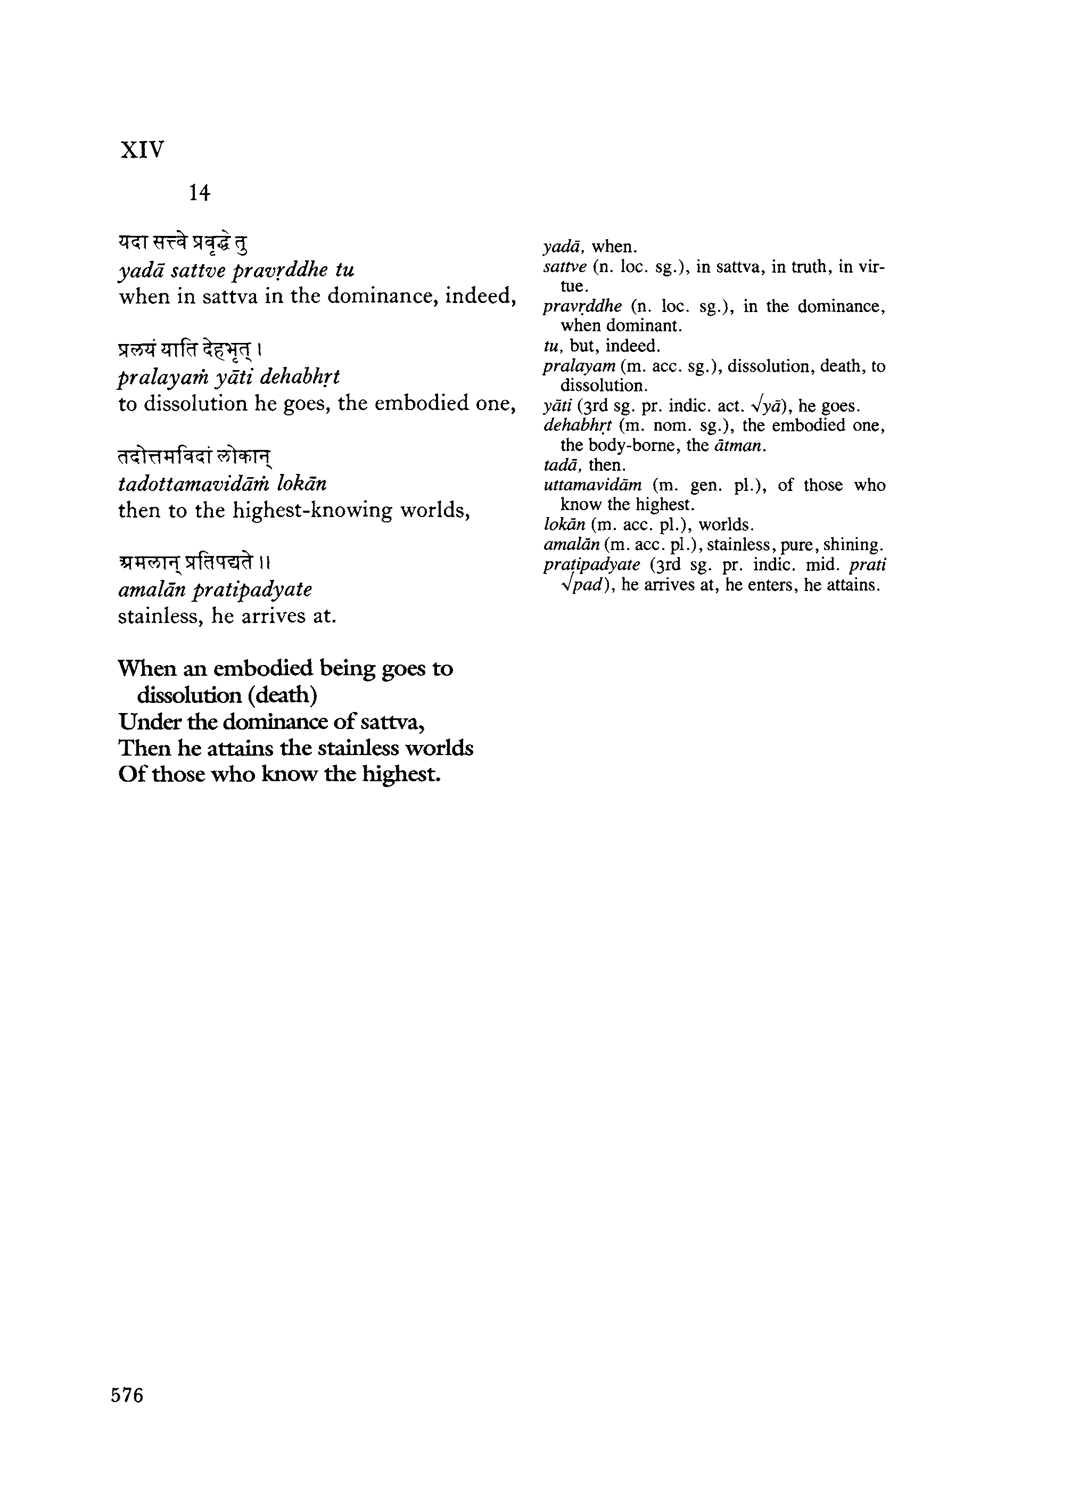 XIV
14
यदा सत्त्वे प्रवृद्धे तु
yadā sattve pravṛddhe tu
when in sattva in the dominance, indeed,
प्रलयं याति देहभृत् ।
pralayaṁ yāti dehabhṛt
to dissolution he goes, the embodied one,
तदोत्तमविदां लोकान्
tadottamavidāṁ lokān
then to the highest-knowing worlds,
अमलान् प्रतिपद्यते ॥
amalān pratipadyate
stainless, he arrives at.
When an embodied being goes to
dissolution (death)
Under the dominance of sattva,
Then he attains the stainless worlds
Of those who know the highest.
yadā, when.
sattve (n. loc. sg.), in sattva, in truth, in vir-
tue.
pravṛddhe (n. loc. sg.), in the dominance,
when dominant.
tu, but, indeed.
pralayam (m. acc. sg.), dissolution, death, to
dissolution.
yāti (3rd sg. pr. indic. act. √yā), he goes.
dehabhṛt (m. nom. sg.), the embodied one,
the body-borne, the ātman.
tadā, then.
uttamavidām (m. gen. pl.), of those who
know the highest.
lokān (m. acc. pl.), worlds.
amalān (m. acc. pl.), stainless, pure, shining.
pratipadyate (3rd sg. pr. indic. mid. prati
√pad), he arrives at, he enters, he attains.
576